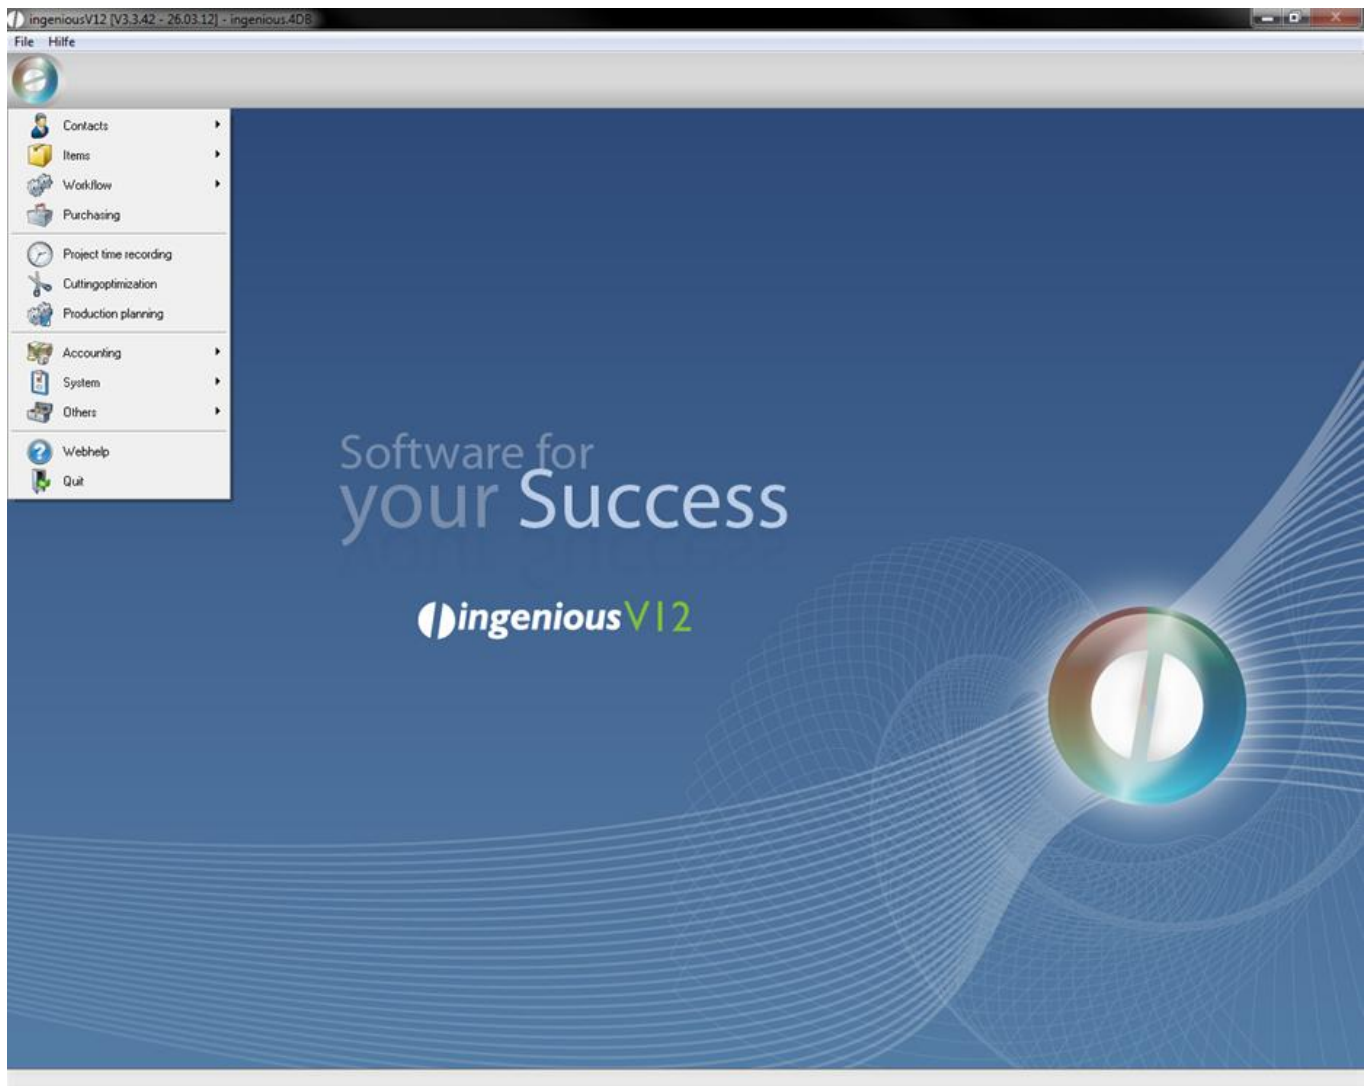 ingeniousV12 [V3.3.42 - 26.03.12] - ingenious.4DB
File Hilfe
Contacts
Items
Workflow
Purchasing
Project time recording
Cuttingoptimization
Production planning
Accounting
System
Others
Webhelp
Quit
Software for
your Success
ingeniousV12